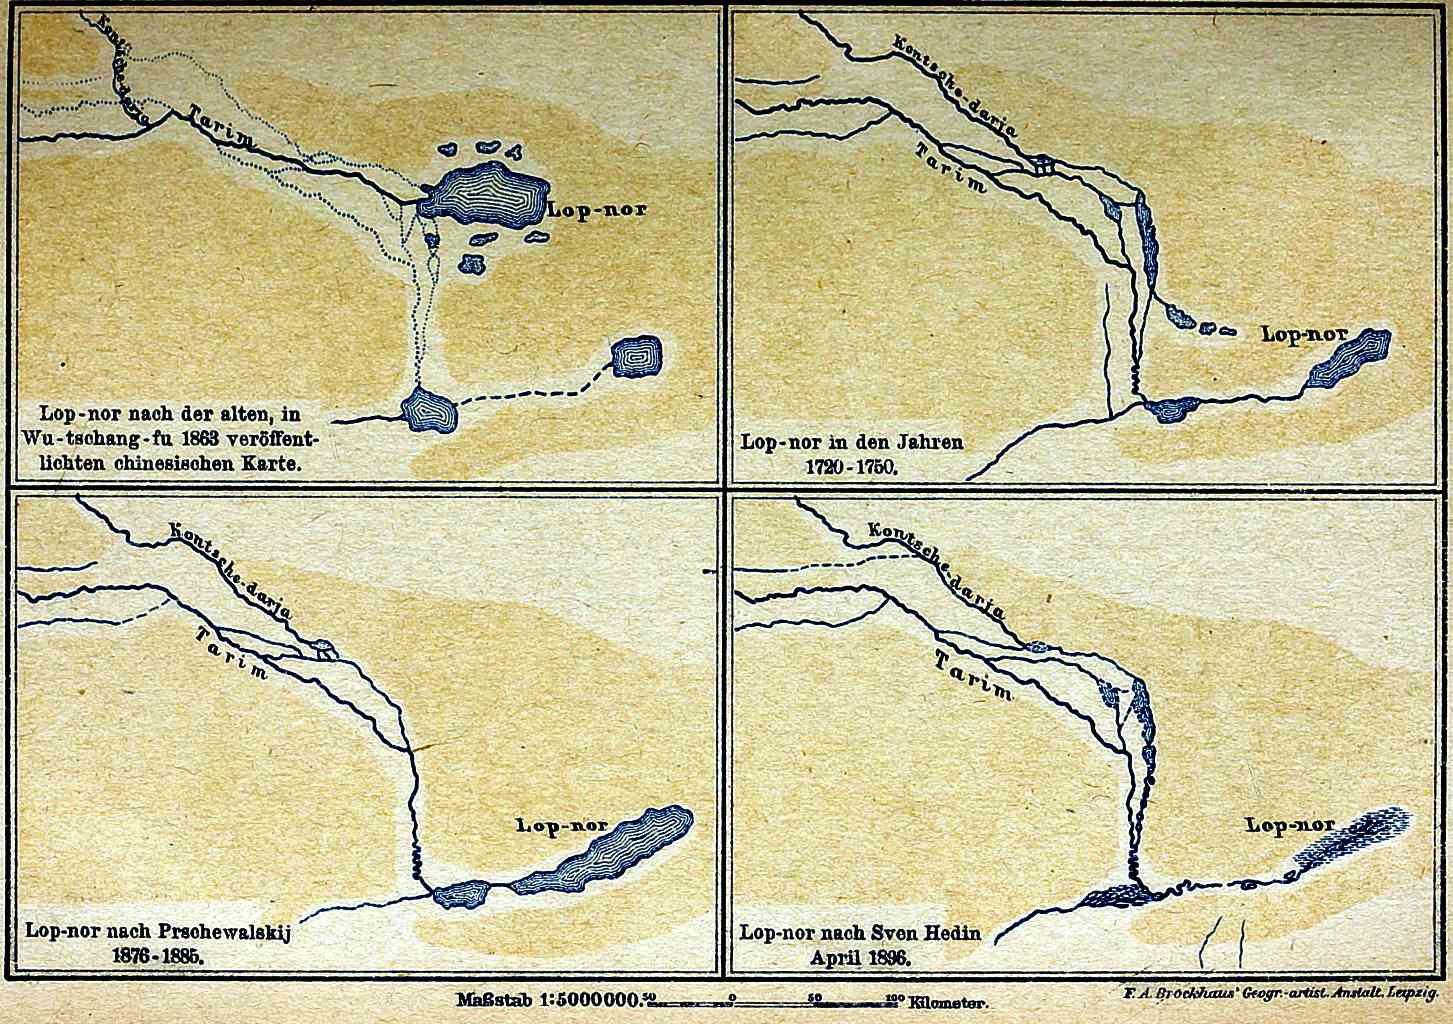 Kontsche-darja
Tarim
Lop-nor
Lop-nor nach der alten, in
Wu-tschang-fu 1863 veröffent-
lichten chinesischen Karte.
Kontsche-darja
Tarim
Lop-nor
Lop-nor in den Jahren
1720-1750.
Kontsche-darja
Tarim
Lop-nor
Lop-nor nach Prschewalskij
1876-1885.
Kontsche-darja
Tarim
Lop-nor
Lop-nor nach Sven Hedin
April 1896.
Maßstab 1:5000000. 50 0 50 100 Kilometer.
F. A. Brockhaus' Geogr.-artist. Anstalt, Leipzig.